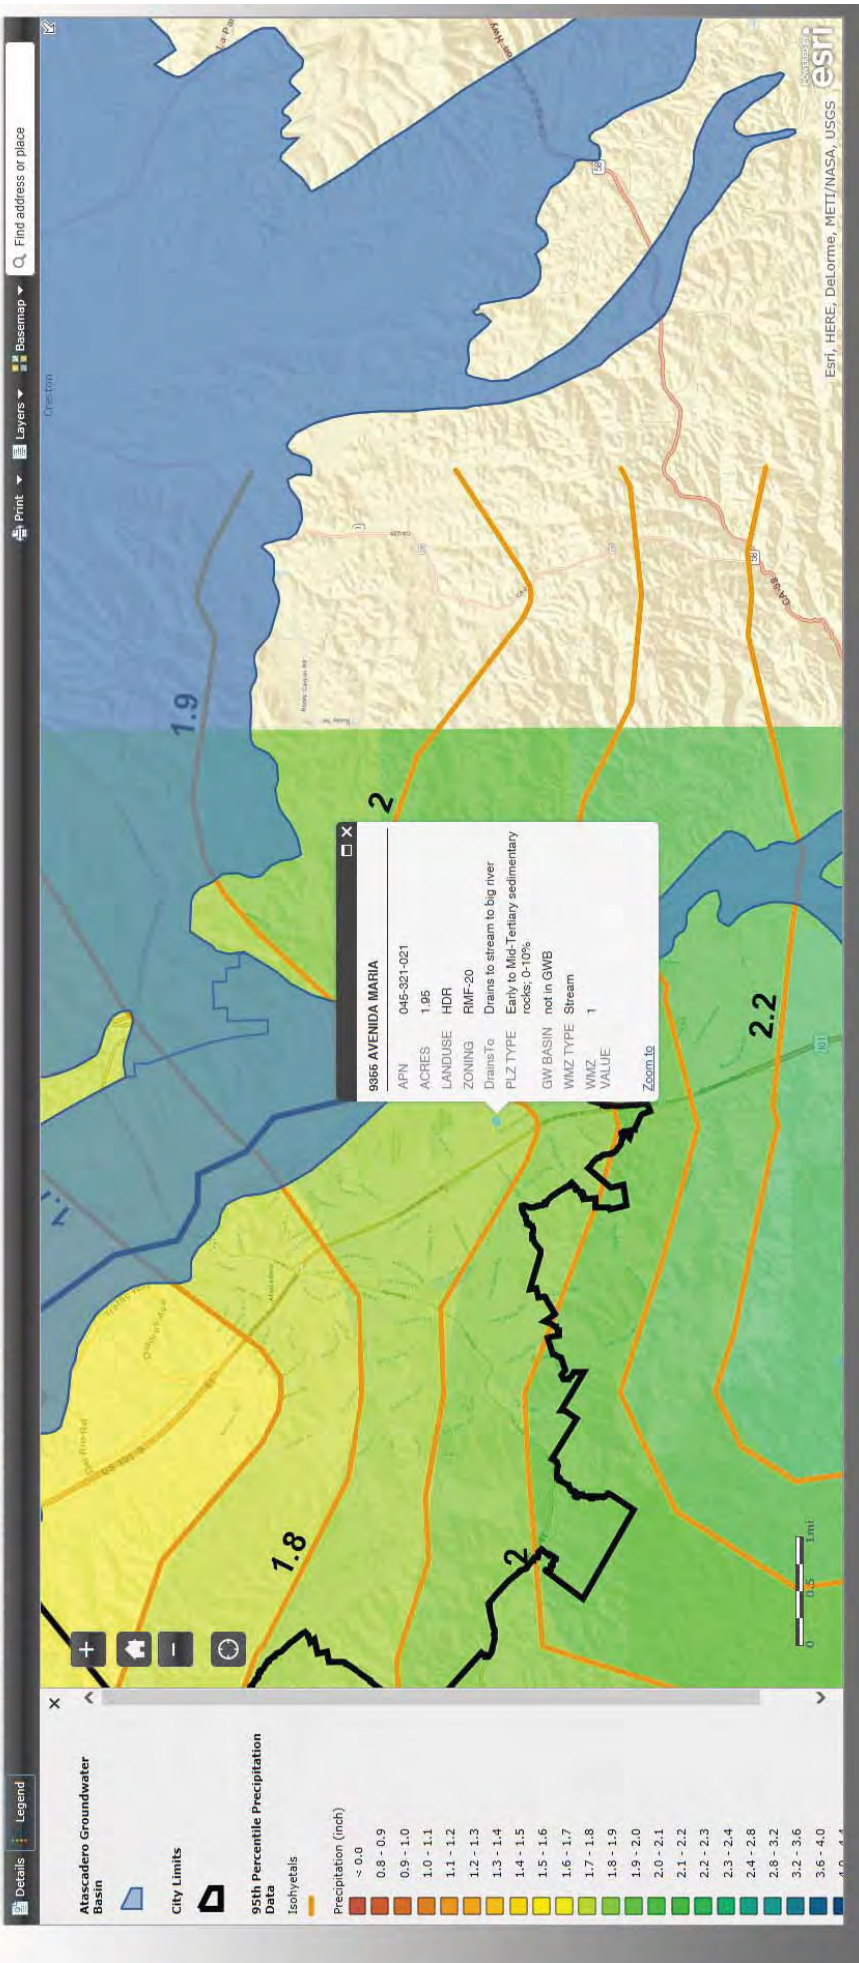 Details
Legend
Print
Layers
Basemap
Find address or place
Atascadero Groundwater
Basin
City Limits
95th Percentile Precipitation
Data
Isohyetals
Precipitation (inch)
< 0.0
0.8 - 0.9
0.9 - 1.0
1.0 - 1.1
1.1 - 1.2
1.2 - 1.3
1.3 - 1.4
1.4 - 1.5
1.5 - 1.6
1.6 - 1.7
1.7 - 1.8
1.8 - 1.9
1.9 - 2.0
2.0 - 2.1
2.1 - 2.2
2.2 - 2.3
2.3 - 2.4
2.4 - 2.8
2.8 - 3.2
3.2 - 3.6
3.6 - 4.0
Creston
1.9
2
1.8
2
2.2
9355 AVENIDA MARIA
APN 045-321-021
ACRES 1.95
LANDUSE HDR
ZONING RMF-20
DrainsTo Drains to stream to big river
PLZ TYPE Early to Mid-Tertiary sedimentary
rocks; 0-10%
GW BASIN not in GWB
WMZ TYPE Stream
WMZ 1
VALUE
Zoom to
58
CA-58
101
0 0.5 1mi
Esri, HERE, DeLorme, METI/NASA, USGS
POWERED BY
esri